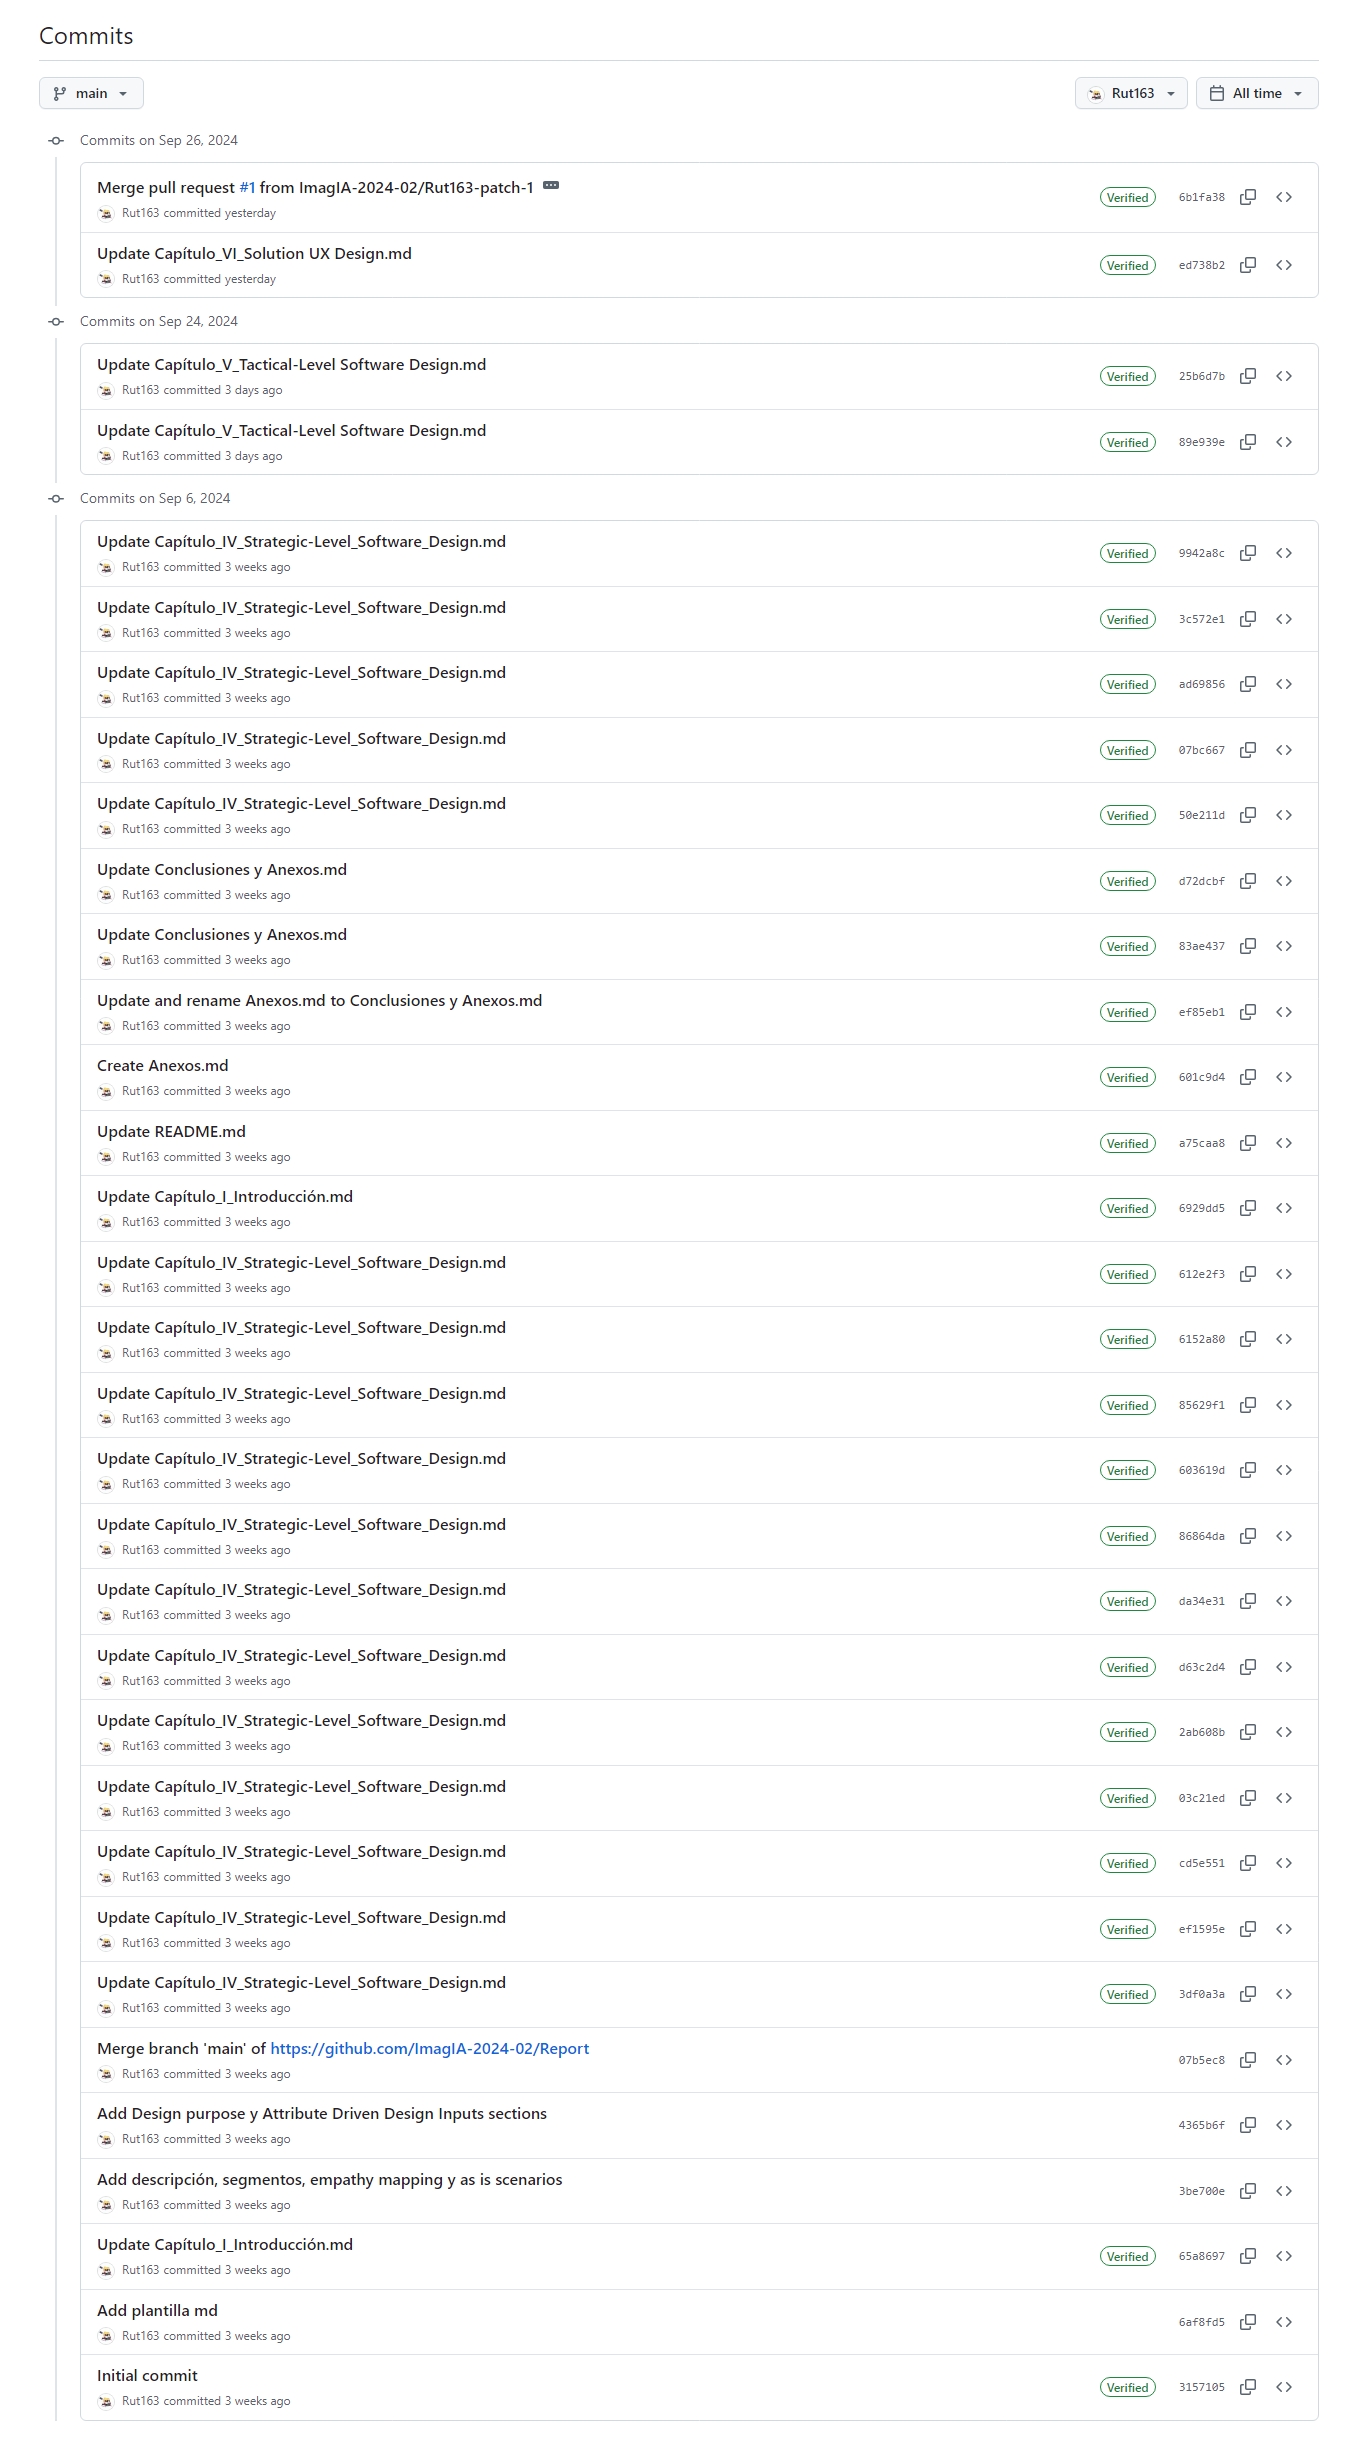 Commits
main
Rut163
All time
Commits on Sep 26, 2024
Merge pull request #1 from ImagIA-2024-02/Rut163-patch-1
Rut163 committed yesterday
Verified
6b1fa38
Update Capítulo_VI_Solution UX Design.md
Rut163 committed yesterday
Verified
ed738b2
Commits on Sep 24, 2024
Update Capítulo_V_Tactical-Level Software Design.md
Rut163 committed 3 days ago
Verified
25b6d7b
Update Capítulo_V_Tactical-Level Software Design.md
Rut163 committed 3 days ago
Verified
89e939e
Commits on Sep 6, 2024
Update Capítulo_IV_Strategic-Level_Software_Design.md
Rut163 committed 3 weeks ago
Verified
9942a8c
Update Capítulo_IV_Strategic-Level_Software_Design.md
Rut163 committed 3 weeks ago
Verified
3c572e1
Update Capítulo_IV_Strategic-Level_Software_Design.md
Rut163 committed 3 weeks ago
Verified
ad69856
Update Capítulo_IV_Strategic-Level_Software_Design.md
Rut163 committed 3 weeks ago
Verified
07bc667
Update Capítulo_IV_Strategic-Level_Software_Design.md
Rut163 committed 3 weeks ago
Verified
50e211d
Update Conclusiones y Anexos.md
Rut163 committed 3 weeks ago
Verified
d72dcbf
Update Conclusiones y Anexos.md
Rut163 committed 3 weeks ago
Verified
83ae437
Update and rename Anexos.md to Conclusiones y Anexos.md
Rut163 committed 3 weeks ago
Verified
ef85eb1
Create Anexos.md
Rut163 committed 3 weeks ago
Verified
601c9d4
Update README.md
Rut163 committed 3 weeks ago
Verified
a75caa8
Update Capítulo_I_Introducción.md
Rut163 committed 3 weeks ago
Verified
6929dd5
Update Capítulo_IV_Strategic-Level_Software_Design.md
Rut163 committed 3 weeks ago
Verified
612e2f3
Update Capítulo_IV_Strategic-Level_Software_Design.md
Rut163 committed 3 weeks ago
Verified
6152a80
Update Capítulo_IV_Strategic-Level_Software_Design.md
Rut163 committed 3 weeks ago
Verified
85629f1
Update Capítulo_IV_Strategic-Level_Software_Design.md
Rut163 committed 3 weeks ago
Verified
603619d
Update Capítulo_IV_Strategic-Level_Software_Design.md
Rut163 committed 3 weeks ago
Verified
86864da
Update Capítulo_IV_Strategic-Level_Software_Design.md
Rut163 committed 3 weeks ago
Verified
da34e31
Update Capítulo_IV_Strategic-Level_Software_Design.md
Rut163 committed 3 weeks ago
Verified
d63c2d4
Update Capítulo_IV_Strategic-Level_Software_Design.md
Rut163 committed 3 weeks ago
Verified
2ab608b
Update Capítulo_IV_Strategic-Level_Software_Design.md
Rut163 committed 3 weeks ago
Verified
03c21ed
Update Capítulo_IV_Strategic-Level_Software_Design.md
Rut163 committed 3 weeks ago
Verified
cd5e551
Update Capítulo_IV_Strategic-Level_Software_Design.md
Rut163 committed 3 weeks ago
Verified
ef1595e
Update Capítulo_IV_Strategic-Level_Software_Design.md
Rut163 committed 3 weeks ago
Verified
3df0a3a
Merge branch 'main' of https://github.com/ImagIA-2024-02/Report
Rut163 committed 3 weeks ago
07b5ec8
Add Design purpose y Attribute Driven Design Inputs sections
Rut163 committed 3 weeks ago
4365b6f
Add descripción, segmentos, empathy mapping y as is scenarios
Rut163 committed 3 weeks ago
3be700e
Update Capítulo_I_Introducción.md
Rut163 committed 3 weeks ago
Verified
65a8697
Add plantilla md
Rut163 committed 3 weeks ago
6af8fd5
Initial commit
Rut163 committed 3 weeks ago
Verified
3157105